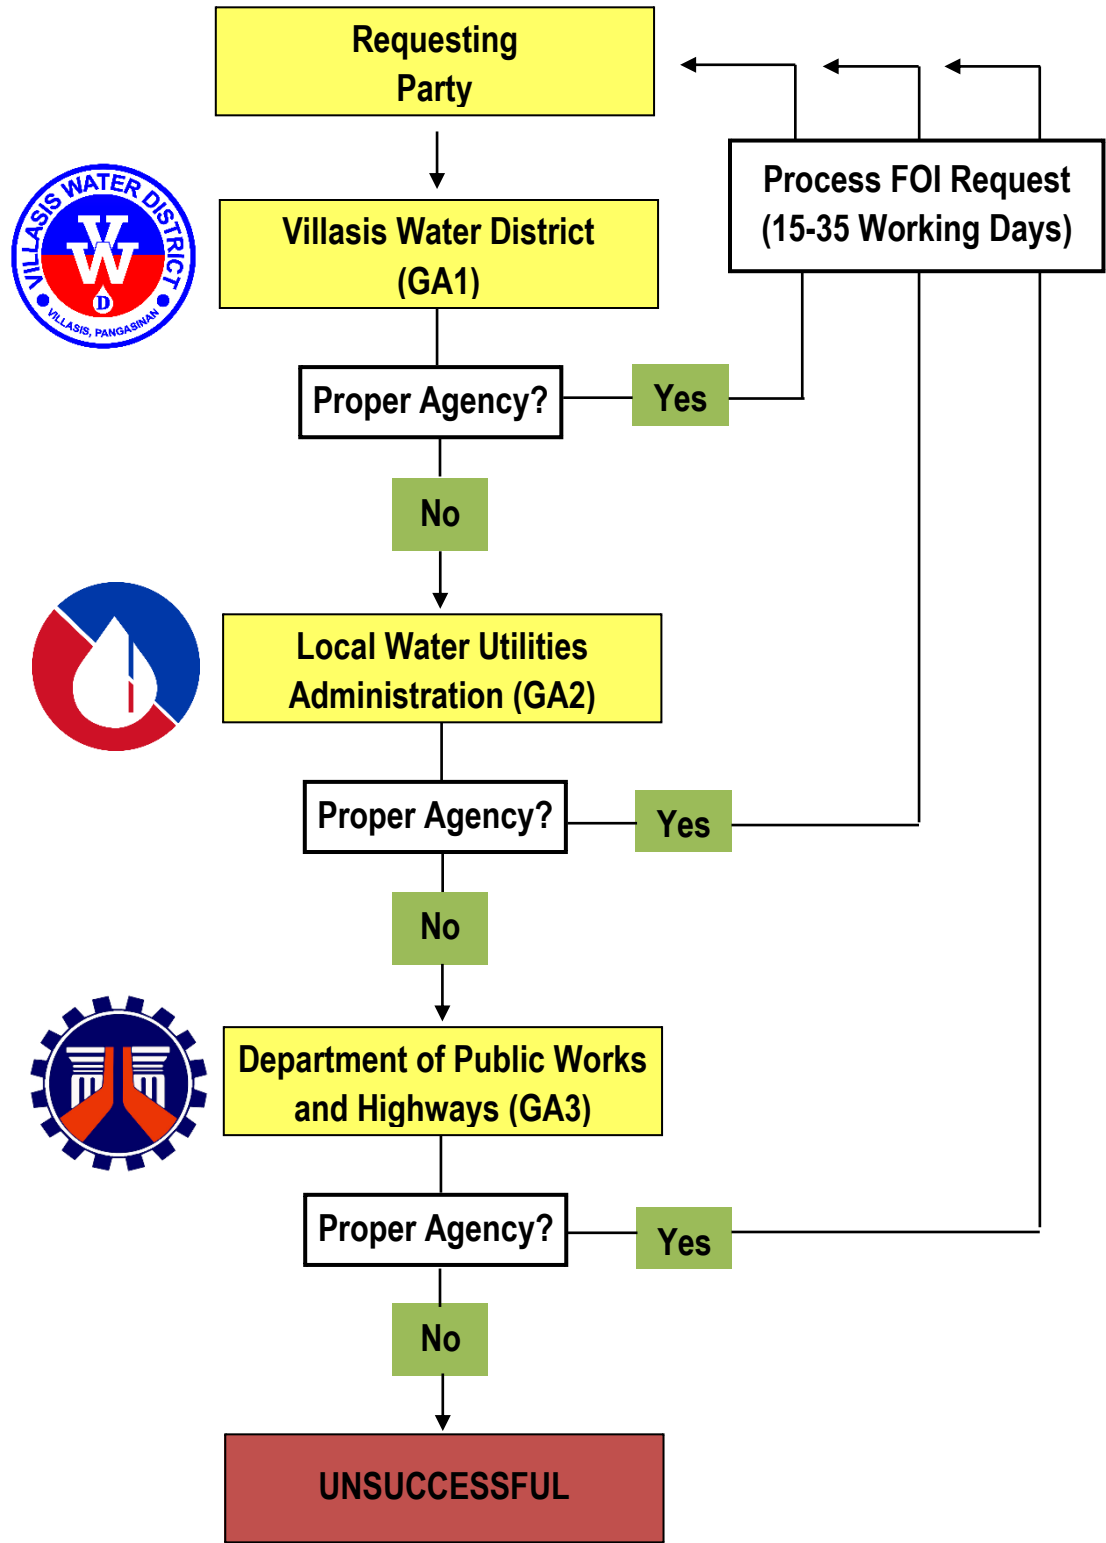 Requesting
Party
Process FOI Request
(15-35 Working Days)
VILLASIS WATER DISTRICT
VW
D
VILLASIS, PANGASINAN
Villasis Water District
(GA1)
Proper Agency?
Yes
No
Local Water Utilities
Administration (GA2)
Proper Agency?
Yes
No
Department of Public Works
and Highways (GA3)
Proper Agency?
Yes
No
UNSUCCESSFUL